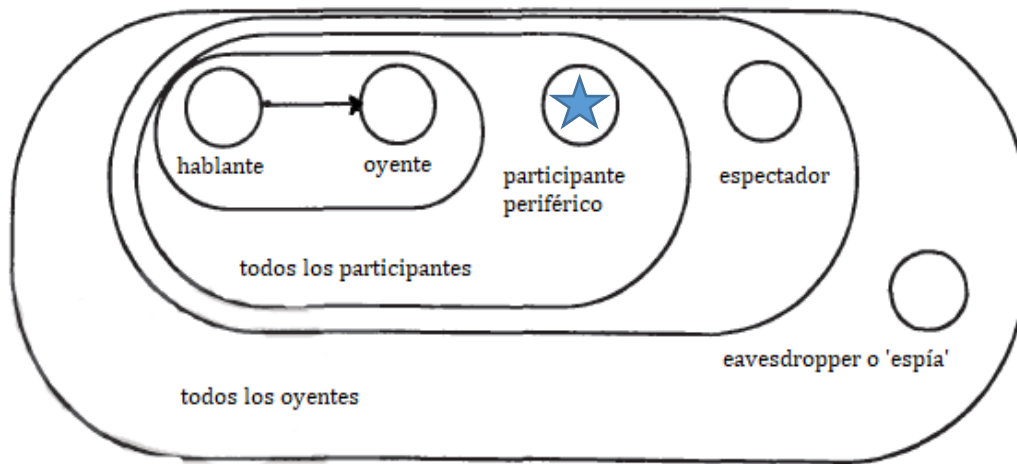 hablante
oyente
participante
periférico
espectador
todos los participantes
eavesdropper o 'espía'
todos los oyentes